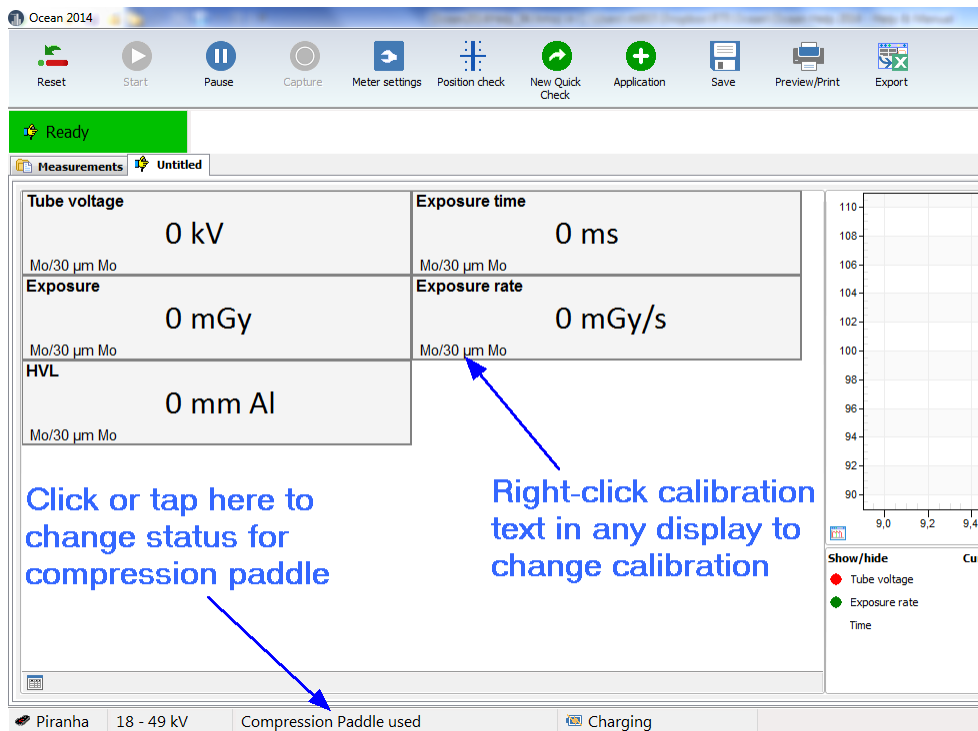 Ocean 2014
Reset
Start
Pause
Capture
Meter settings
Position check
New Quick
Check
Application
Save
Preview/Print
Export
Ready
Measurements
Untitled
Tube voltage
0 kV
Mo/30 µm Mo
Exposure time
0 ms
Mo/30 µm Mo
Exposure
0 mGy
Mo/30 µm Mo
Exposure rate
0 mGy/s
Mo/30 µm Mo
HVL
0 mm Al
Mo/30 µm Mo
Click or tap here to
change status for
compression paddle
Right-click calibration
text in any display to
change calibration
110
108
106
104
102
100
98
96
94
92
90
9,0
9,2
9,4
Show/hide
Cu
Tube voltage
Exposure rate
Time
Piranha
18 - 49 kV
Compression Paddle used
Charging